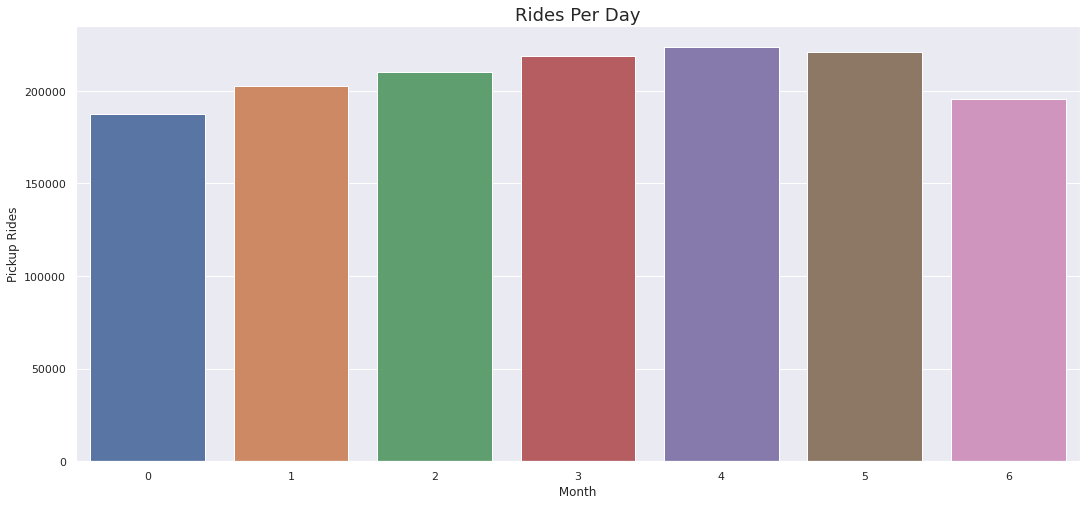 Rides Per Day
Pickup Rides
200000
150000
100000
50000
0
0 1 2 3 4 5 6
Month